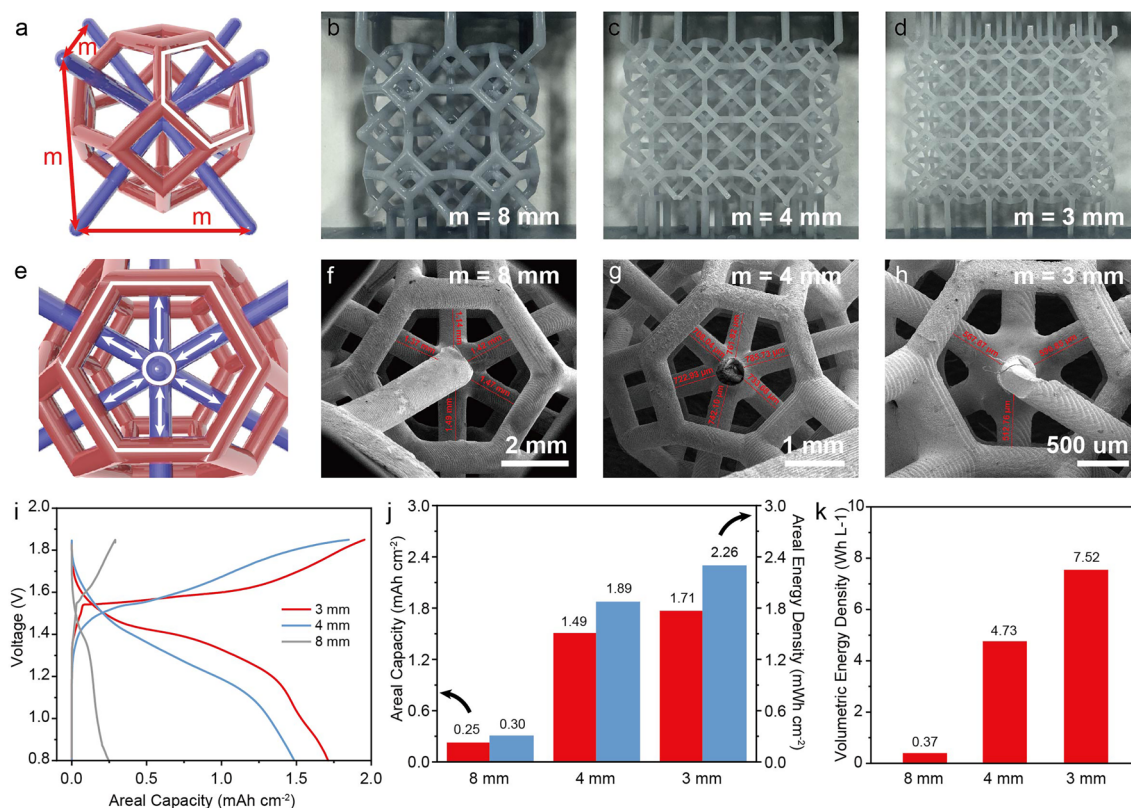 a
m
m
m
b
m = 8 mm
c
m = 4 mm
d
m = 3 mm
e
f
m = 8 mm
2 mm
g
m = 4 mm
1 mm
h
m = 3 mm
500 um
i
Voltage (V)
2.0
1.8
1.6
1.4
1.2
1.0
0.8
3 mm
4 mm
8 mm
0.0 0.5 1.0 1.5 2.0
Areal Capacity (mAh cm-2)
j
Areal Capacity (mAh cm-2)
3.0
2.4
1.8
1.2
0.6
0.0
0.25
0.30
1.49
1.89
1.71
2.26
8 mm 4 mm 3 mm
3.0
2.4
1.8
1.2
0.6
0.0
Areal Energy Density (mWh cm-2)
k
Volumetric Energy Density (Wh L-1)
10
8
6
4
2
0
0.37
4.73
7.52
8 mm 4 mm 3 mm